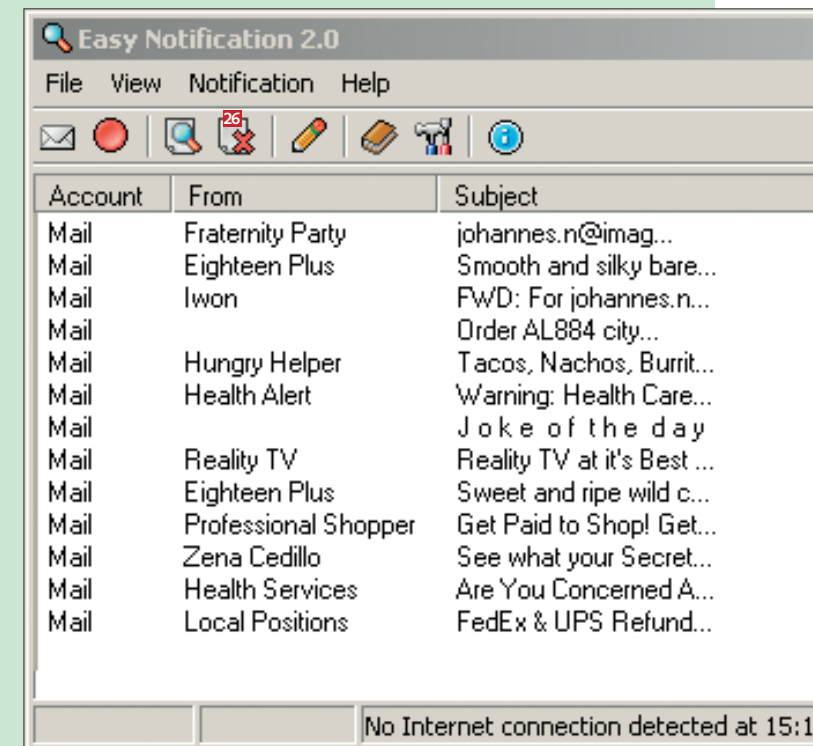 Easy Notification 2.0
File View Notification Help
26
Account From Subject
Mail Fraternity Party johannes.n@imag...
Mail Eighteen Plus Smooth and silky bare...
Mail Iwon FWD: For johannes.n...
Mail Order AL884 city...
Mail Hungry Helper Tacos, Nachos, Burrit...
Mail Health Alert Warning: Health Care...
Mail J o k e o f t h e d a y
Mail Reality TV Reality TV at it's Best ...
Mail Eighteen Plus Sweet and ripe wild c...
Mail Professional Shopper Get Paid to Shop! Get...
Mail Zena Cedillo See what your Secret...
Mail Health Services Are You Concerned A...
Mail Local Positions FedEx & UPS Refund...
No Internet connection detected at 15:1